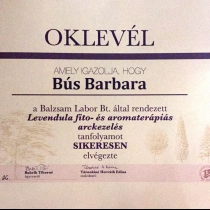 OKLEVÉL
AMELY IGAZOLJA, HOGY
Bús Barbara
a Balzsam Labor Bt. által rendezett
Levendula fito- és aromaterápiás
arckezelés
tanfolyamot
SIKERESEN
elvégezte